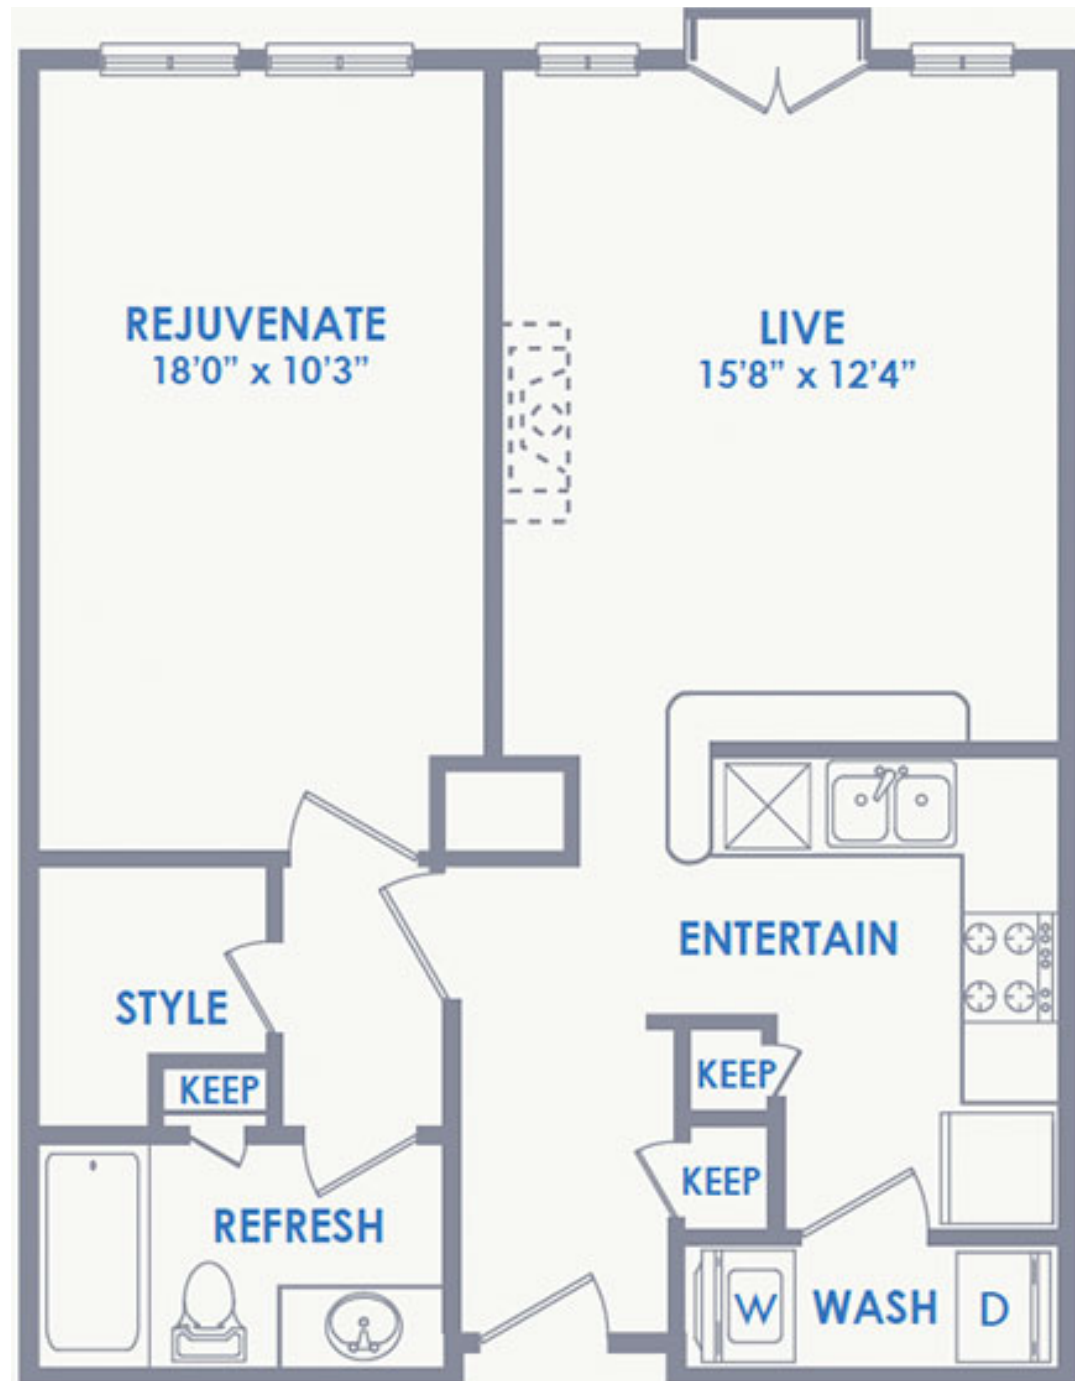 REJUVENATE
18'0” x 10'3”
LIVE
15'8” x 12'4”
ENTERTAIN
STYLE
KEEP
KEEP
KEEP
REFRESH
W
WASH
D